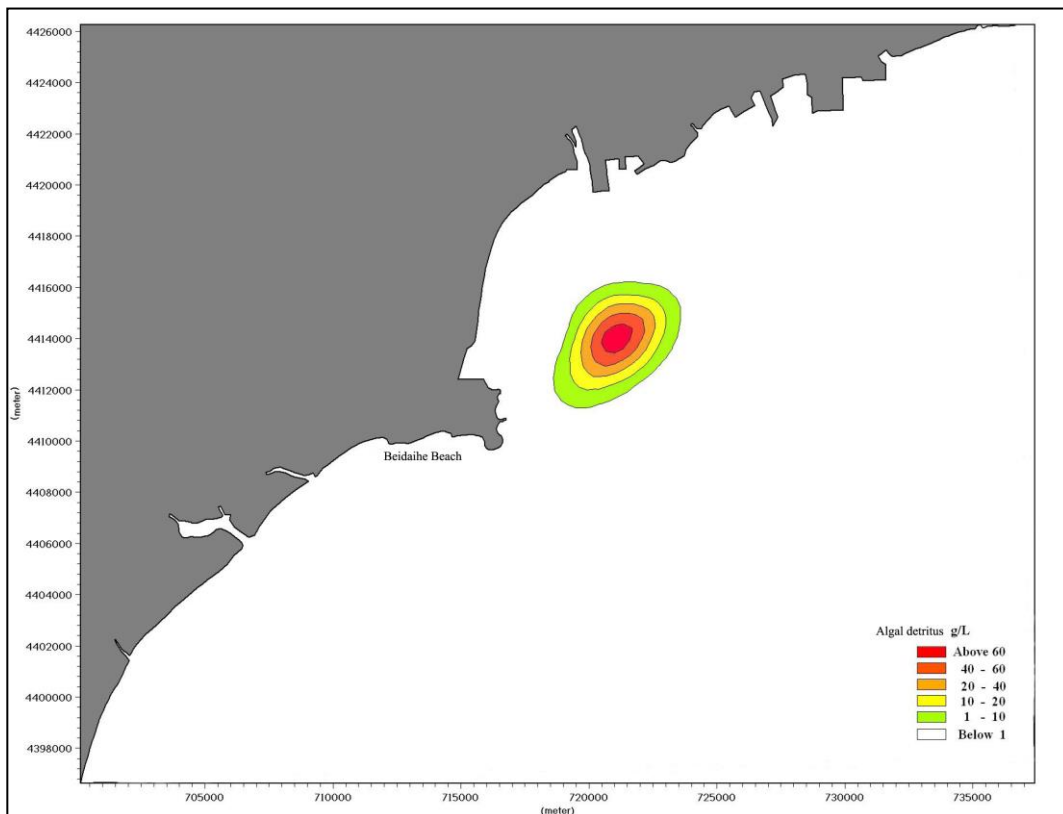 4426000
4424000
4422000
4420000
4418000
4416000
4414000
4412000
(meter)
4410000
Beidaihe Beach
4408000
4406000
4404000
4402000
Algal detritus g/L
Above 60
40 - 60
4400000
20 - 40
10 - 20
1 - 10
4398000
Below 1
705000 710000 715000 720000 725000 730000 735000
(meter)